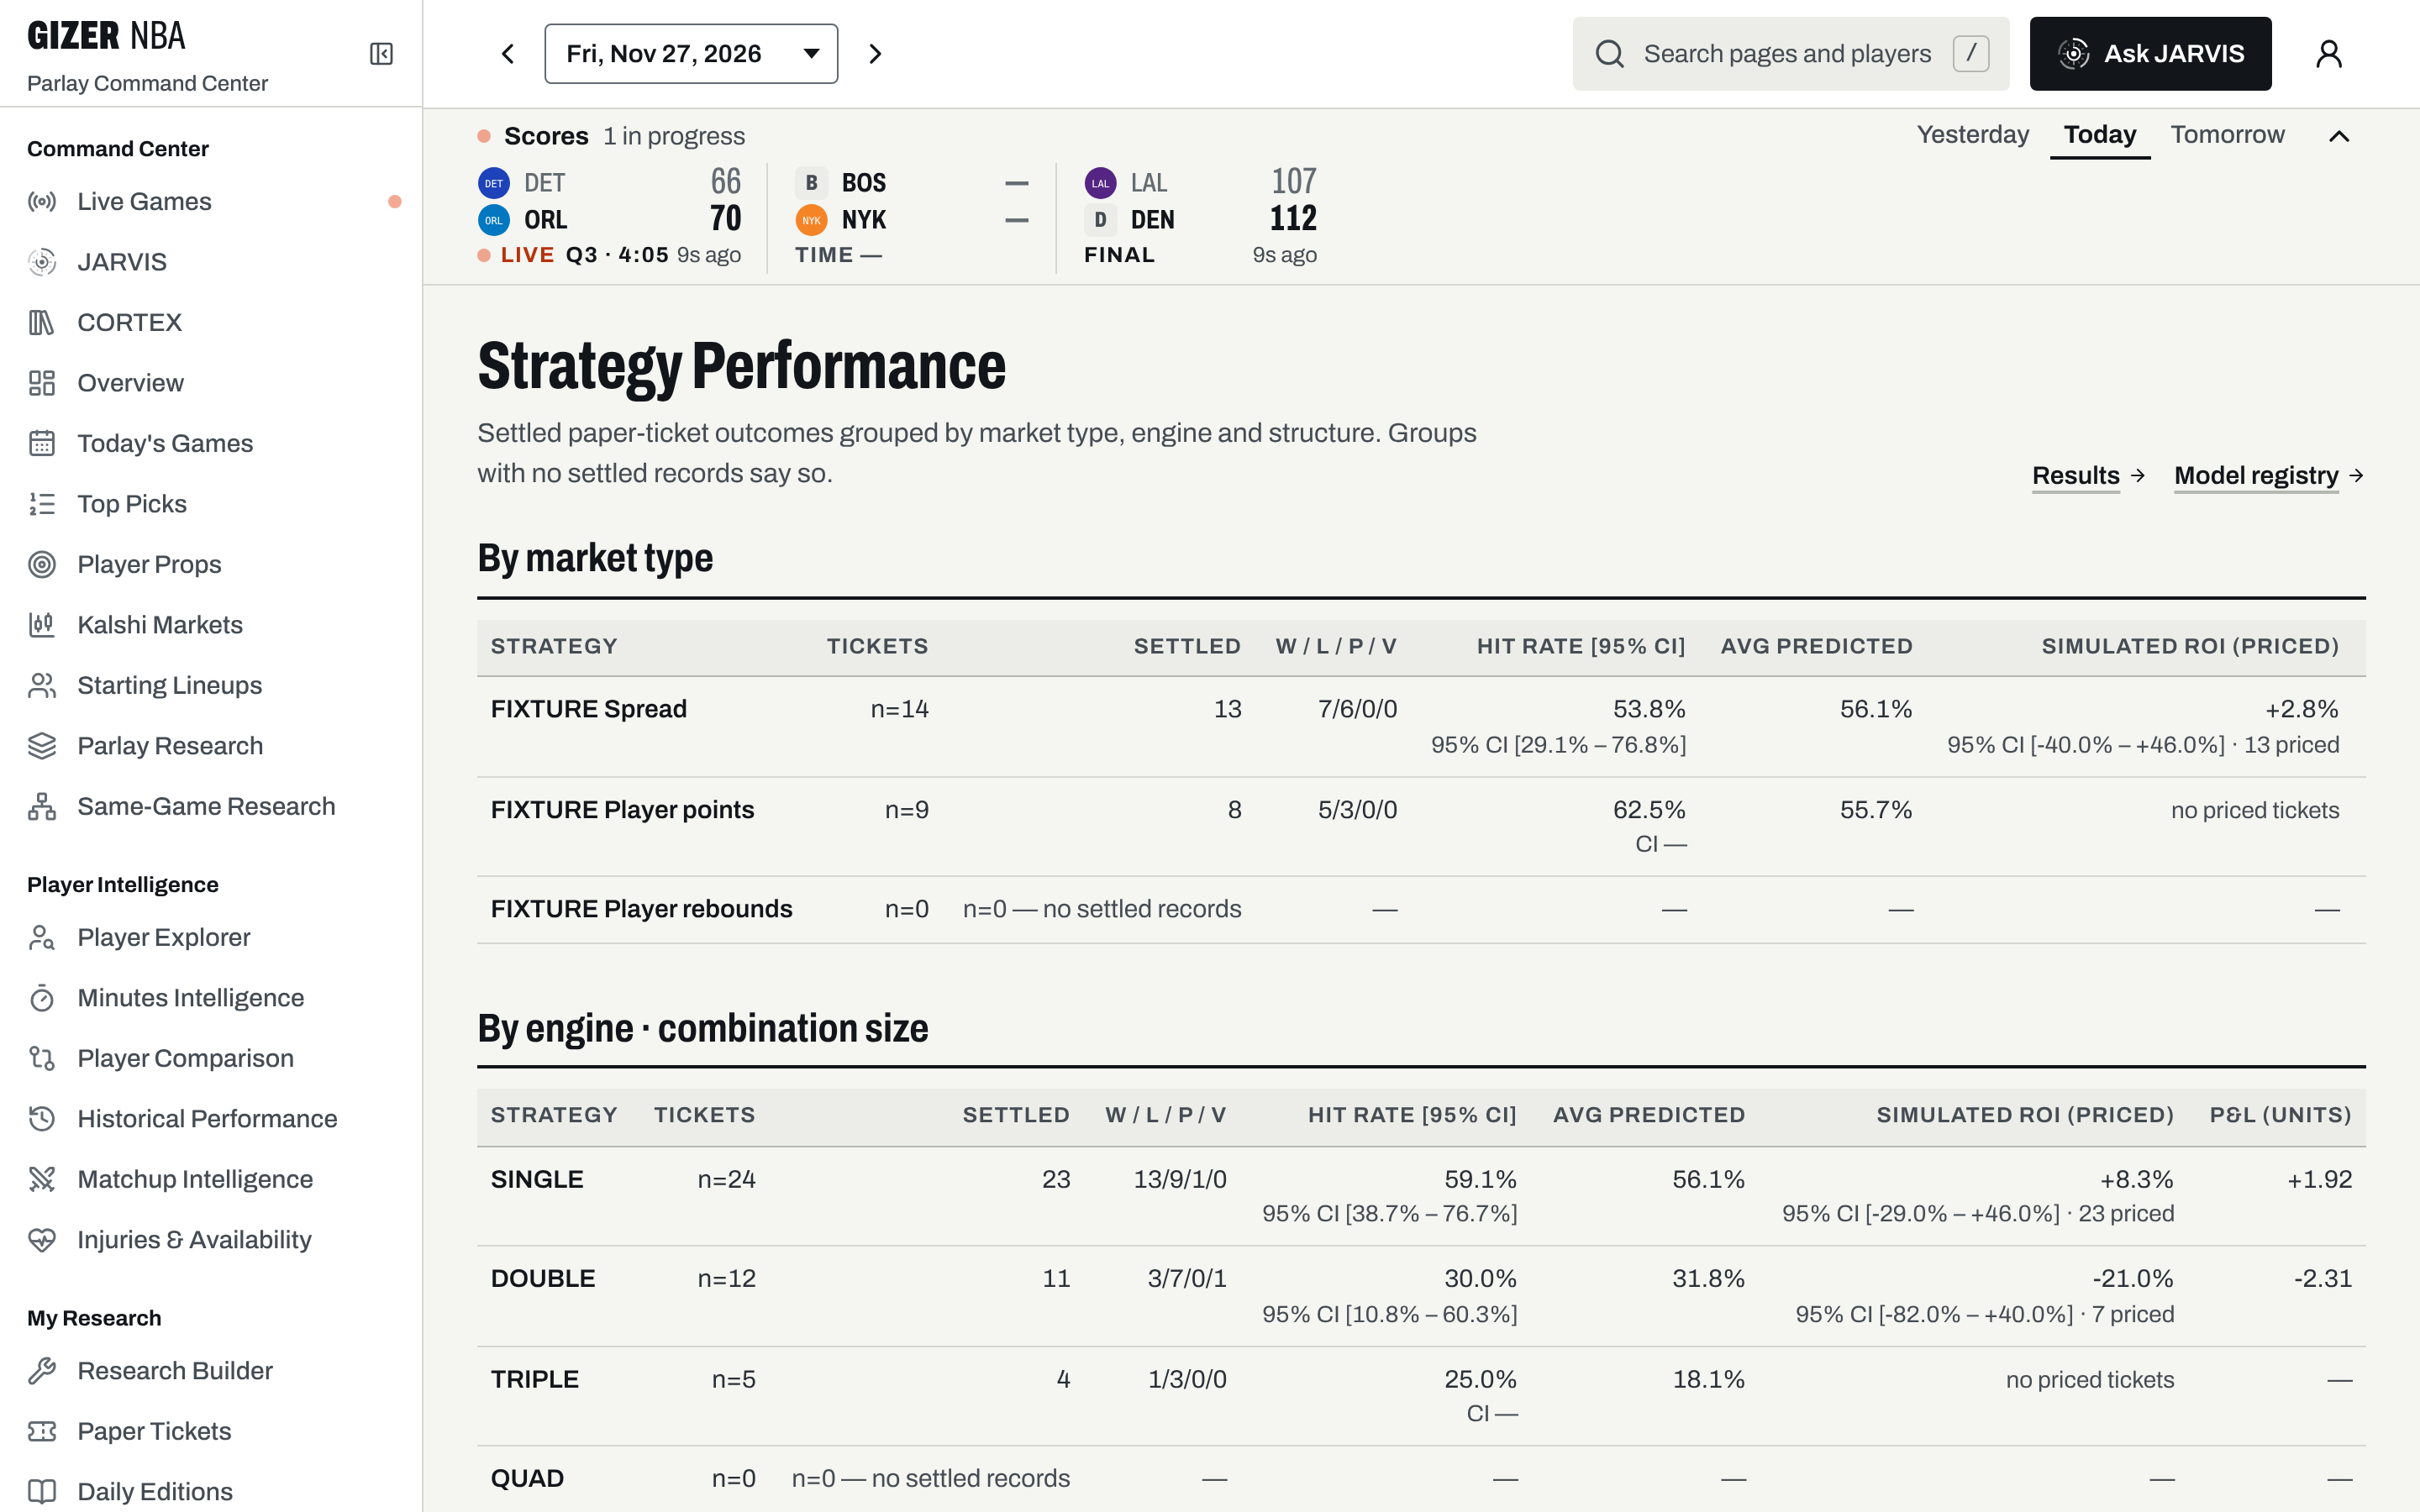 GIZER NBA
Parlay Command Center
Command Center
Live Games
JARVIS
CORTEX
Overview
Today's Games
Top Picks
Player Props
Kalshi Markets
Starting Lineups
Parlay Research
Same-Game Research
Player Intelligence
Player Explorer
Minutes Intelligence
Player Comparison
Historical Performance
Matchup Intelligence
Injuries & Availability
My Research
Research Builder
Paper Tickets
Daily Editions
Fri, Nov 27, 2026
Search pages and players /
Ask JARVIS
Scores 1 in progress
Yesterday Today Tomorrow
DET DET 66
ORL ORL 70
LIVE Q3 · 4:05 9s ago
B BOS —
NYK NYK —
TIME —
LAL LAL 107
D DEN 112
FINAL 9s ago
Strategy Performance
Settled paper-ticket outcomes grouped by market type, engine and structure. Groups
with no settled records say so.
Results → Model registry →
By market type
STRATEGY TICKETS SETTLED W / L / P / V HIT RATE [95% CI] AVG PREDICTED SIMULATED ROI (PRICED)
FIXTURE Spread n=14 13 7/6/0/0 53.8% 56.1% +2.8%
95% CI [29.1% – 76.8%] 95% CI [-40.0% – +46.0%] · 13 priced
FIXTURE Player points n=9 8 5/3/0/0 62.5% 55.7% no priced tickets
CI —
FIXTURE Player rebounds n=0 n=0 — no settled records — — — —
By engine · combination size
STRATEGY TICKETS SETTLED W / L / P / V HIT RATE [95% CI] AVG PREDICTED SIMULATED ROI (PRICED) P&L (UNITS)
SINGLE n=24 23 13/9/1/0 59.1% 56.1% +8.3% +1.92
95% CI [38.7% – 76.7%] 95% CI [-29.0% – +46.0%] · 23 priced
DOUBLE n=12 11 3/7/0/1 30.0% 31.8% -21.0% -2.31
95% CI [10.8% – 60.3%] 95% CI [-82.0% – +40.0%] · 7 priced
TRIPLE n=5 4 1/3/0/0 25.0% 18.1% no priced tickets —
CI —
QUAD n=0 n=0 — no settled records — — — — —